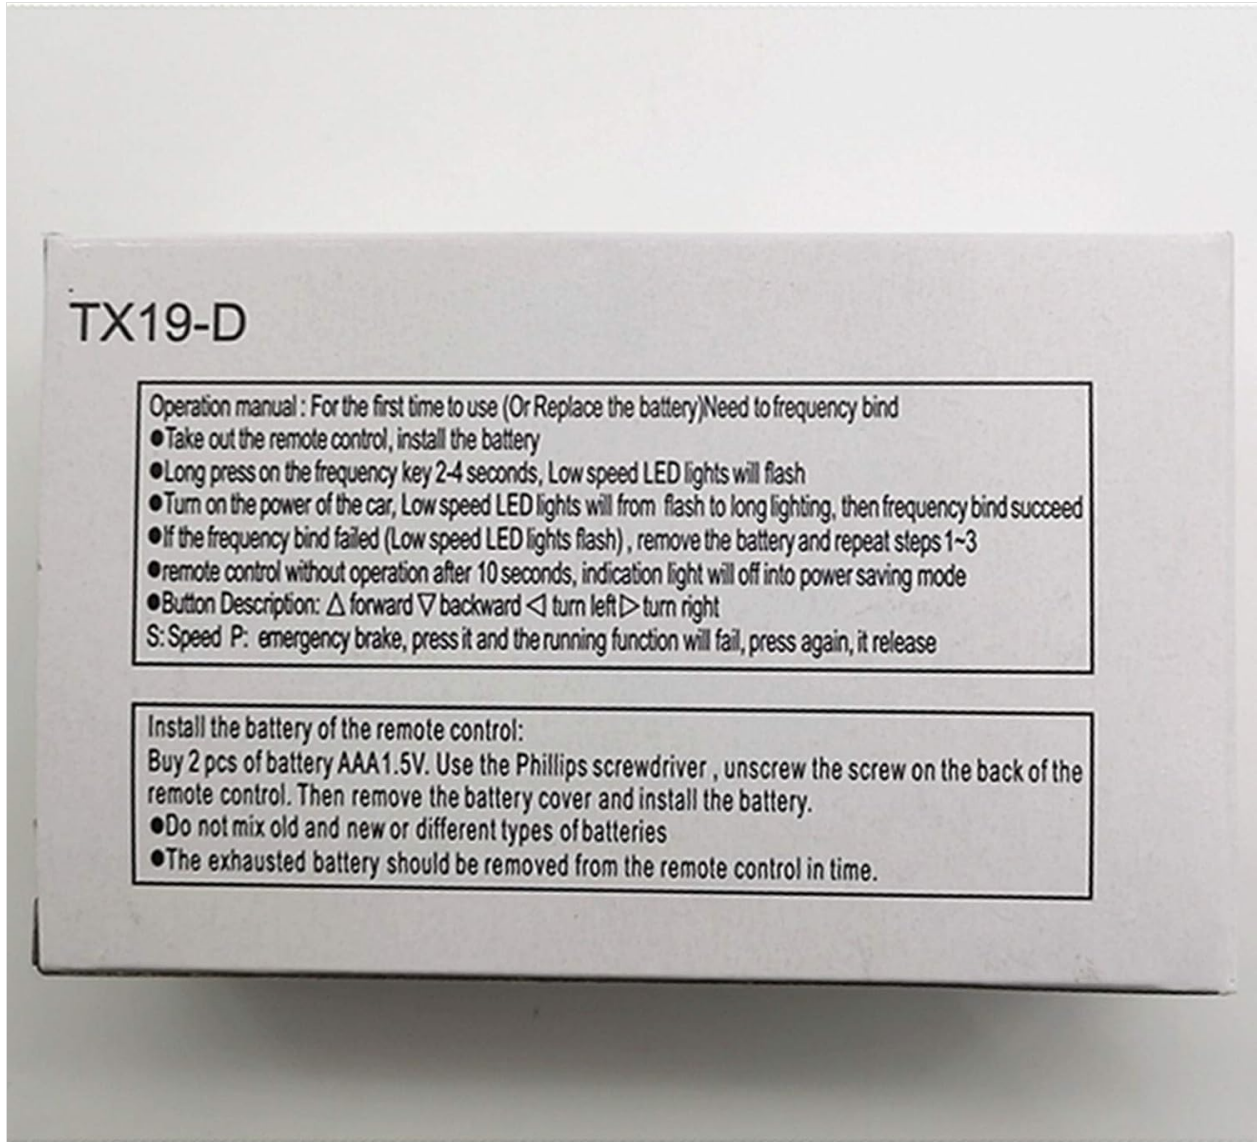 TX19-D
Operation manual : For the first time to use (Or Replace the battery)Need to frequency bind
●Take out the remote control, install the battery
●Long press on the frequency key 2-4 seconds, Low speed LED lights will flash
●Turn on the power of the car, Low speed LED lights will from flash to long lighting, then frequency bind succeed
●If the frequency bind failed (Low speed LED lights flash) , remove the battery and repeat steps 1~3
●remote control without operation after 10 seconds, indication light will off into power saving mode
●Button Description: △ forward ▽ backward ◁ turn left ▷ turn right
S: Speed P: emergency brake, press it and the running function will fail, press again, it release
Install the battery of the remote control:
Buy 2 pcs of battery AAA1.5V. Use the Phillips screwdriver , unscrew the screw on the back of the
remote control. Then remove the battery cover and install the battery.
●Do not mix old and new or different types of batteries
●The exhausted battery should be removed from the remote control in time.